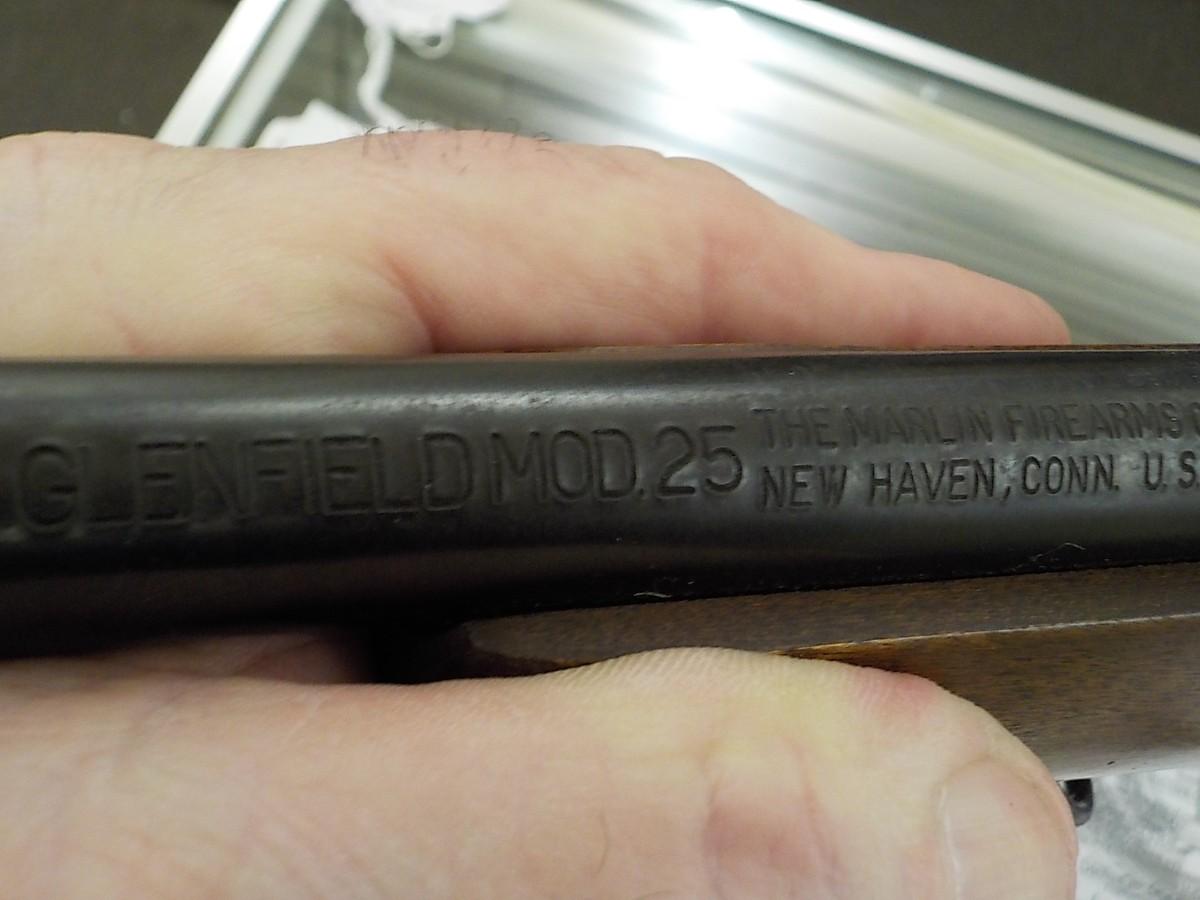 GLENFIELD MOD. 25
THE MARLIN FIREARMS
NEW HAVEN, CONN. U.S.